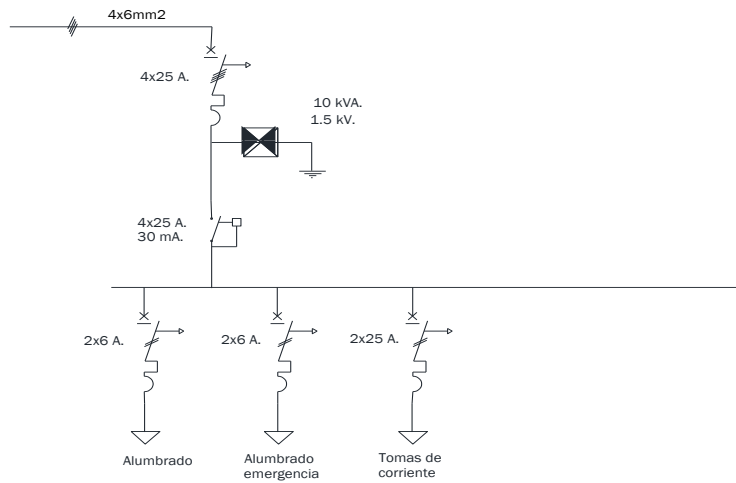 4x6mm2
4x25 A.
10 kVA.
1.5 kV.
4x25 A.
30 mA.
2x6 A.
2x6 A.
2x25 A.
Alumbrado
Alumbrado
emergencia
Tomas de
corriente